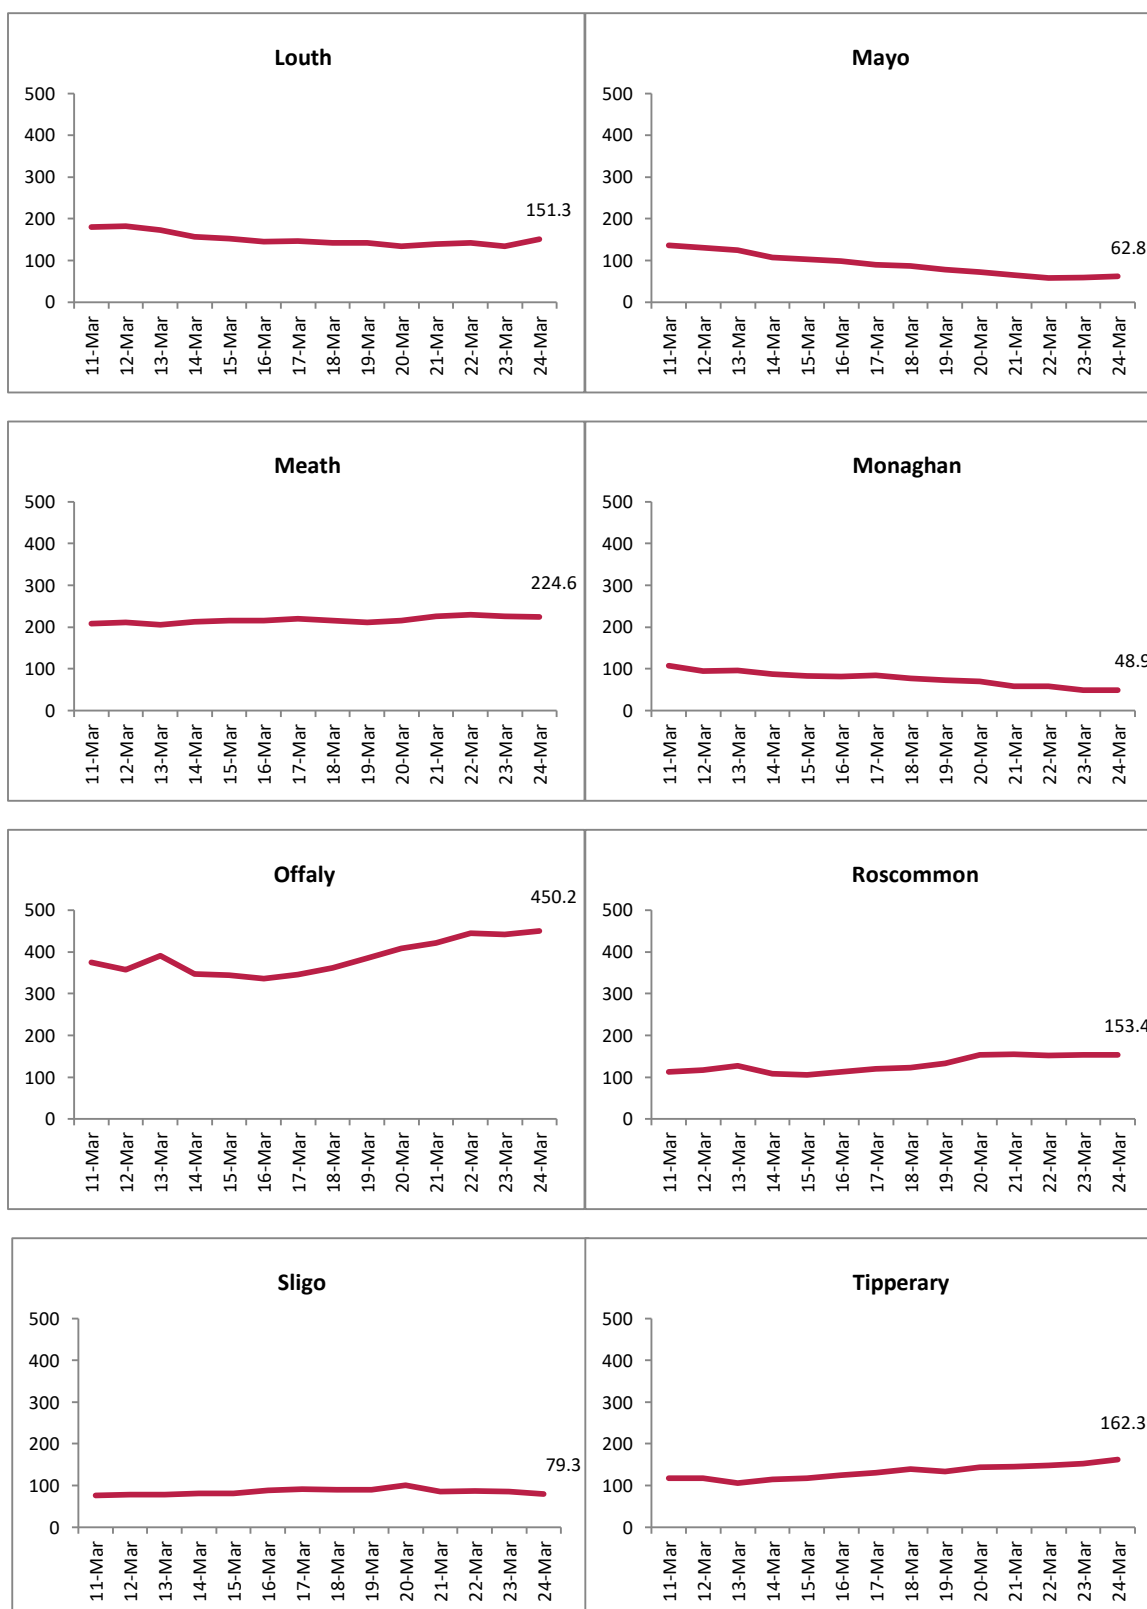 Louth
500
400
300
200
100
0
151.3
11-Mar
12-Mar
13-Mar
14-Mar
15-Mar
16-Mar
17-Mar
18-Mar
19-Mar
20-Mar
21-Mar
22-Mar
23-Mar
24-Mar
Mayo
500
400
300
200
100
0
62.8
11-Mar
12-Mar
13-Mar
14-Mar
15-Mar
16-Mar
17-Mar
18-Mar
19-Mar
20-Mar
21-Mar
22-Mar
23-Mar
24-Mar
Meath
500
400
300
200
100
0
224.6
11-Mar
12-Mar
13-Mar
14-Mar
15-Mar
16-Mar
17-Mar
18-Mar
19-Mar
20-Mar
21-Mar
22-Mar
23-Mar
24-Mar
Monaghan
500
400
300
200
100
0
48.9
11-Mar
12-Mar
13-Mar
14-Mar
15-Mar
16-Mar
17-Mar
18-Mar
19-Mar
20-Mar
21-Mar
22-Mar
23-Mar
24-Mar
Offaly
500
400
300
200
100
0
450.2
11-Mar
12-Mar
13-Mar
14-Mar
15-Mar
16-Mar
17-Mar
18-Mar
19-Mar
20-Mar
21-Mar
22-Mar
23-Mar
24-Mar
Roscommon
500
400
300
200
100
0
153.4
11-Mar
12-Mar
13-Mar
14-Mar
15-Mar
16-Mar
17-Mar
18-Mar
19-Mar
20-Mar
21-Mar
22-Mar
23-Mar
24-Mar
Sligo
500
400
300
200
100
0
79.3
11-Mar
12-Mar
13-Mar
14-Mar
15-Mar
16-Mar
17-Mar
18-Mar
19-Mar
20-Mar
21-Mar
22-Mar
23-Mar
24-Mar
Tipperary
500
400
300
200
100
0
162.3
11-Mar
12-Mar
13-Mar
14-Mar
15-Mar
16-Mar
17-Mar
18-Mar
19-Mar
20-Mar
21-Mar
22-Mar
23-Mar
24-Mar